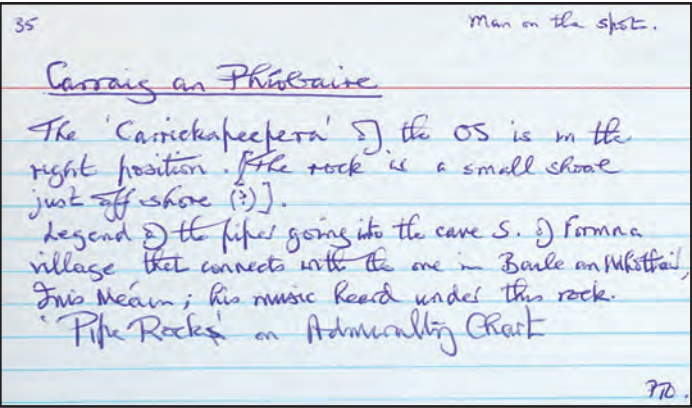 35 Man on the spot.
Carraig an Phíobaire
The 'Carrickapeepera' of the OS is in the
right position. [The rock is a small shoal
just off-shore (?)].
Legend of the piper going into the cave S. of Formna
village that connects with the one in Baile an Mhothail,
Inis Meáin; his music heard under this rock.
'Pipe Rocks' on Admiralty Chart
PTO.